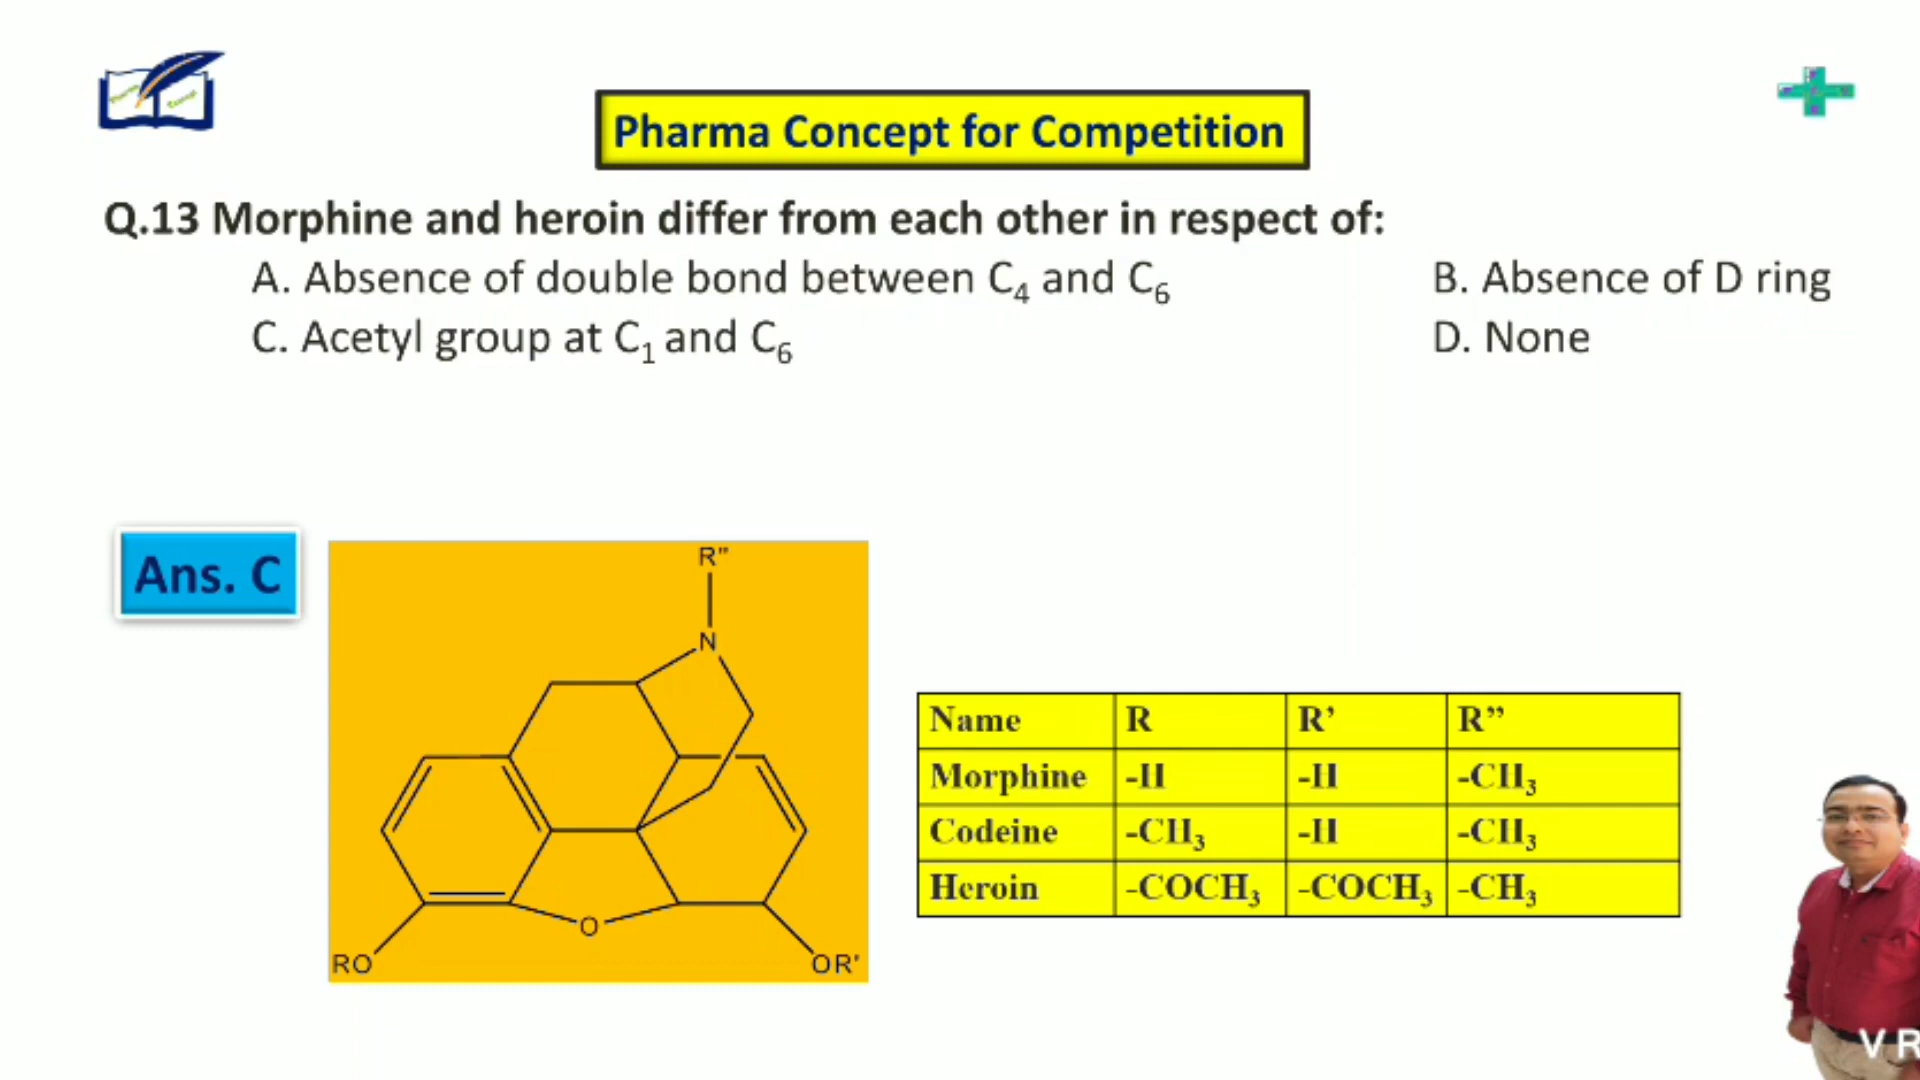 Pharma Concept for Competition
Q.13 Morphine and heroin differ from each other in respect of:
A. Absence of double bond between C₄ and C₆ B. Absence of D ring
C. Acetyl group at C₁ and C₆ D. None
Ans. C
R”
N
O
RO
OR'
Name R R’ R”
Morphine -H -H -CH₃
Codeine -CH₃ -H -CH₃
Heroin -COCH₃ -COCH₃ -CH₃
V R